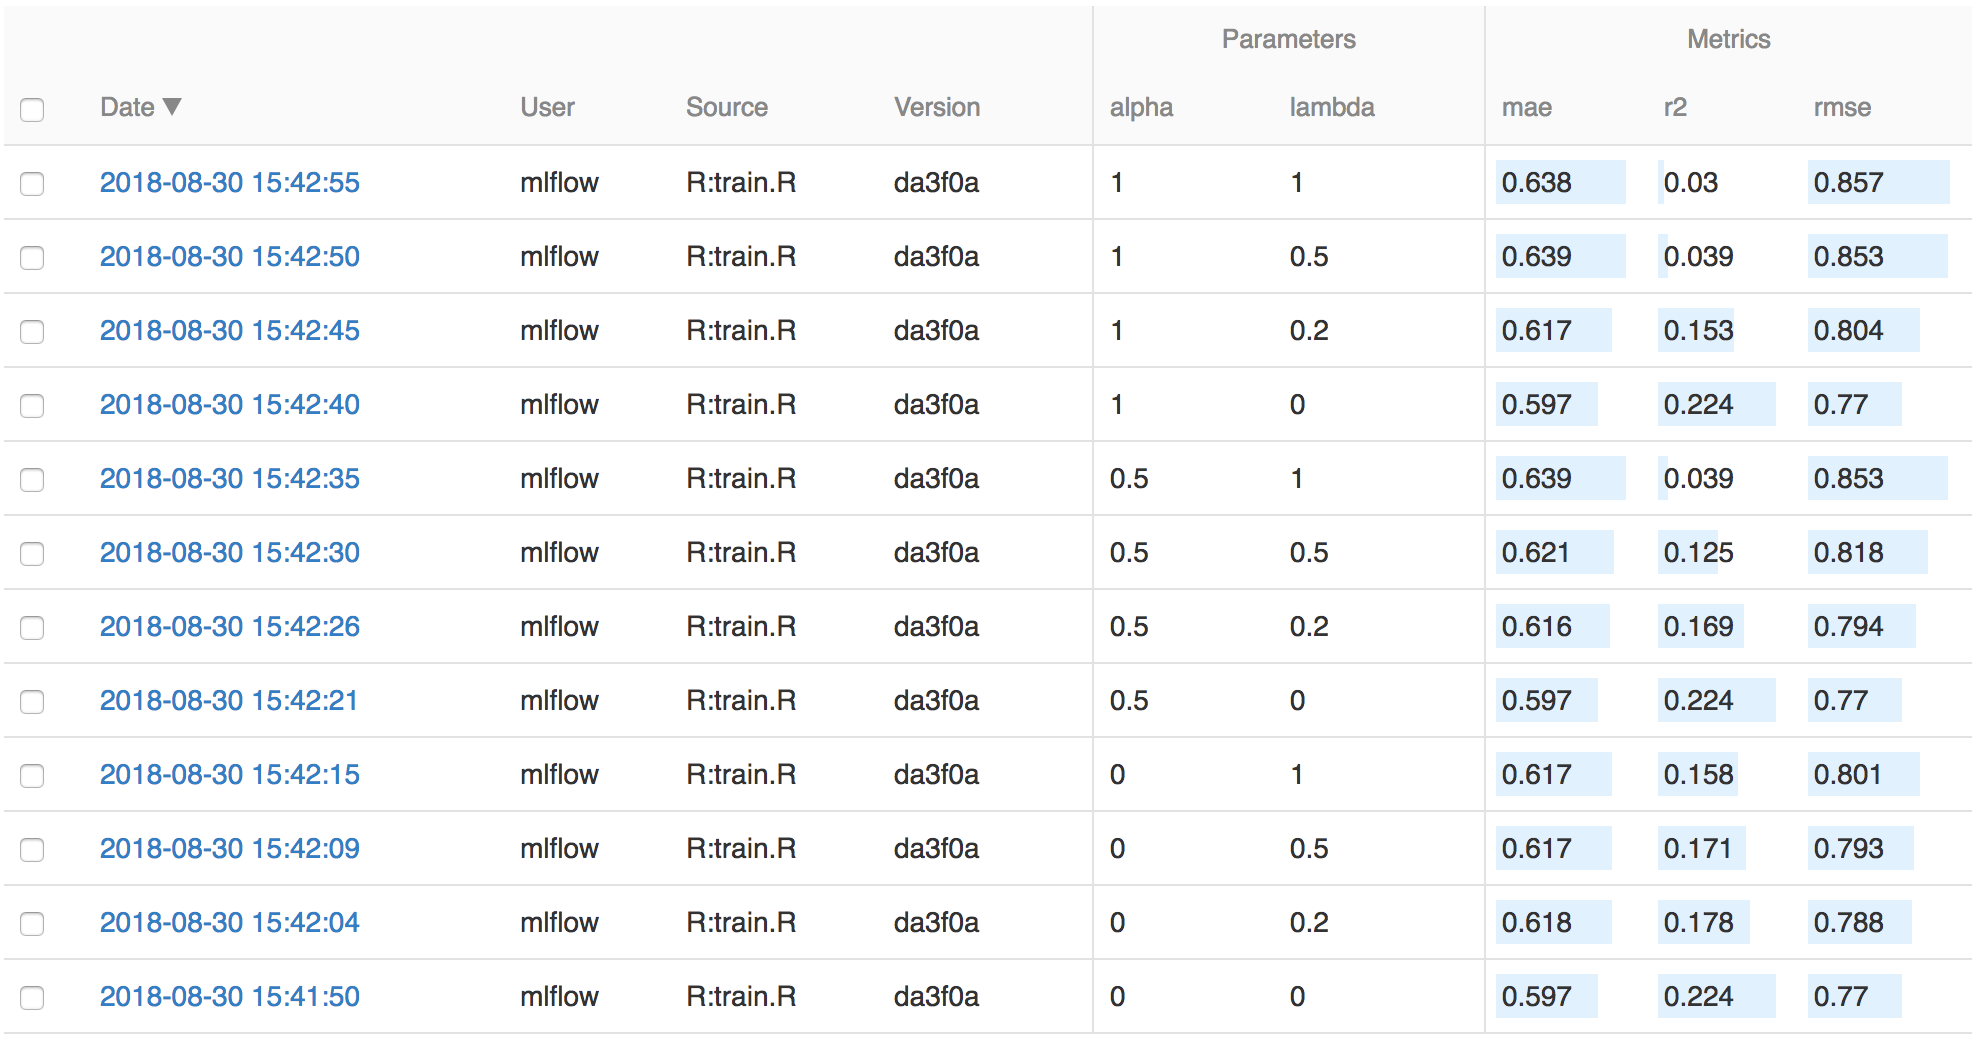 Parameters Metrics
Date ▼ User Source Version alpha lambda mae r2 rmse
2018-08-30 15:42:55 mlflow R:train.R da3f0a 1 1 0.638 0.03 0.857
2018-08-30 15:42:50 mlflow R:train.R da3f0a 1 0.5 0.639 0.039 0.853
2018-08-30 15:42:45 mlflow R:train.R da3f0a 1 0.2 0.617 0.153 0.804
2018-08-30 15:42:40 mlflow R:train.R da3f0a 1 0 0.597 0.224 0.77
2018-08-30 15:42:35 mlflow R:train.R da3f0a 0.5 1 0.639 0.039 0.853
2018-08-30 15:42:30 mlflow R:train.R da3f0a 0.5 0.5 0.621 0.125 0.818
2018-08-30 15:42:26 mlflow R:train.R da3f0a 0.5 0.2 0.616 0.169 0.794
2018-08-30 15:42:21 mlflow R:train.R da3f0a 0.5 0 0.597 0.224 0.77
2018-08-30 15:42:15 mlflow R:train.R da3f0a 0 1 0.617 0.158 0.801
2018-08-30 15:42:09 mlflow R:train.R da3f0a 0 0.5 0.617 0.171 0.793
2018-08-30 15:42:04 mlflow R:train.R da3f0a 0 0.2 0.618 0.178 0.788
2018-08-30 15:41:50 mlflow R:train.R da3f0a 0 0 0.597 0.224 0.77